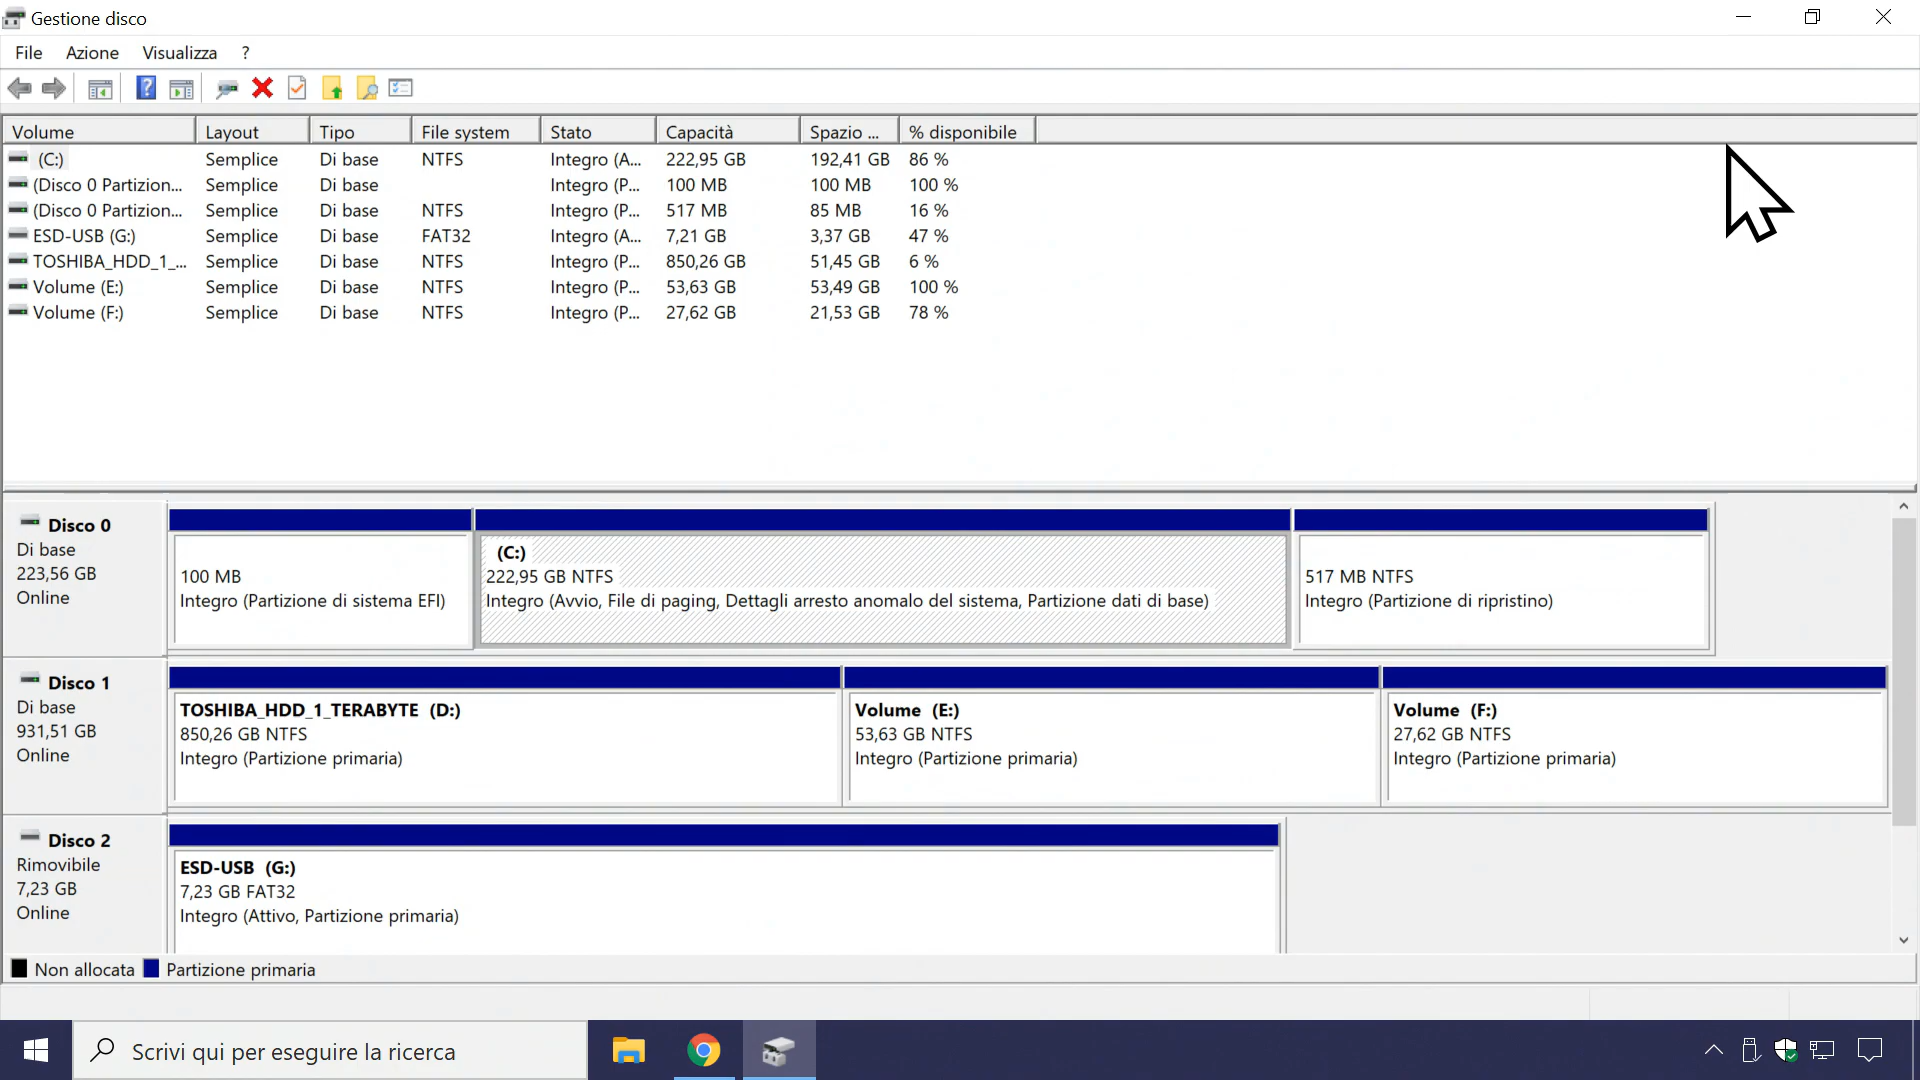 Gestione disco
File Azione Visualizza ?
Volume Layout Tipo File system Stato Capacità Spazio ... % disponibile
(C:) Semplice Di base NTFS Integro (A... 222,95 GB 192,41 GB 86 %
(Disco 0 Partizion... Semplice Di base Integro (P... 100 MB 100 MB 100 %
(Disco 0 Partizion... Semplice Di base NTFS Integro (P... 517 MB 85 MB 16 %
ESD-USB (G:) Semplice Di base FAT32 Integro (A... 7,21 GB 3,37 GB 47 %
TOSHIBA_HDD_1_... Semplice Di base NTFS Integro (P... 850,26 GB 51,45 GB 6 %
Volume (E:) Semplice Di base NTFS Integro (P... 53,63 GB 53,49 GB 100 %
Volume (F:) Semplice Di base NTFS Integro (P... 27,62 GB 21,53 GB 78 %
Disco 0
Di base
223,56 GB
Online
100 MB
Integro (Partizione di sistema EFI)
(C:)
222,95 GB NTFS
Integro (Avvio, File di paging, Dettagli arresto anomalo del sistema, Partizione dati di base)
517 MB NTFS
Integro (Partizione di ripristino)
Disco 1
Di base
931,51 GB
Online
TOSHIBA_HDD_1_TERABYTE (D:)
850,26 GB NTFS
Integro (Partizione primaria)
Volume (E:)
53,63 GB NTFS
Integro (Partizione primaria)
Volume (F:)
27,62 GB NTFS
Integro (Partizione primaria)
Disco 2
Rimovibile
7,23 GB
Online
ESD-USB (G:)
7,23 GB FAT32
Integro (Attivo, Partizione primaria)
Non allocata Partizione primaria
Scrivi qui per eseguire la ricerca